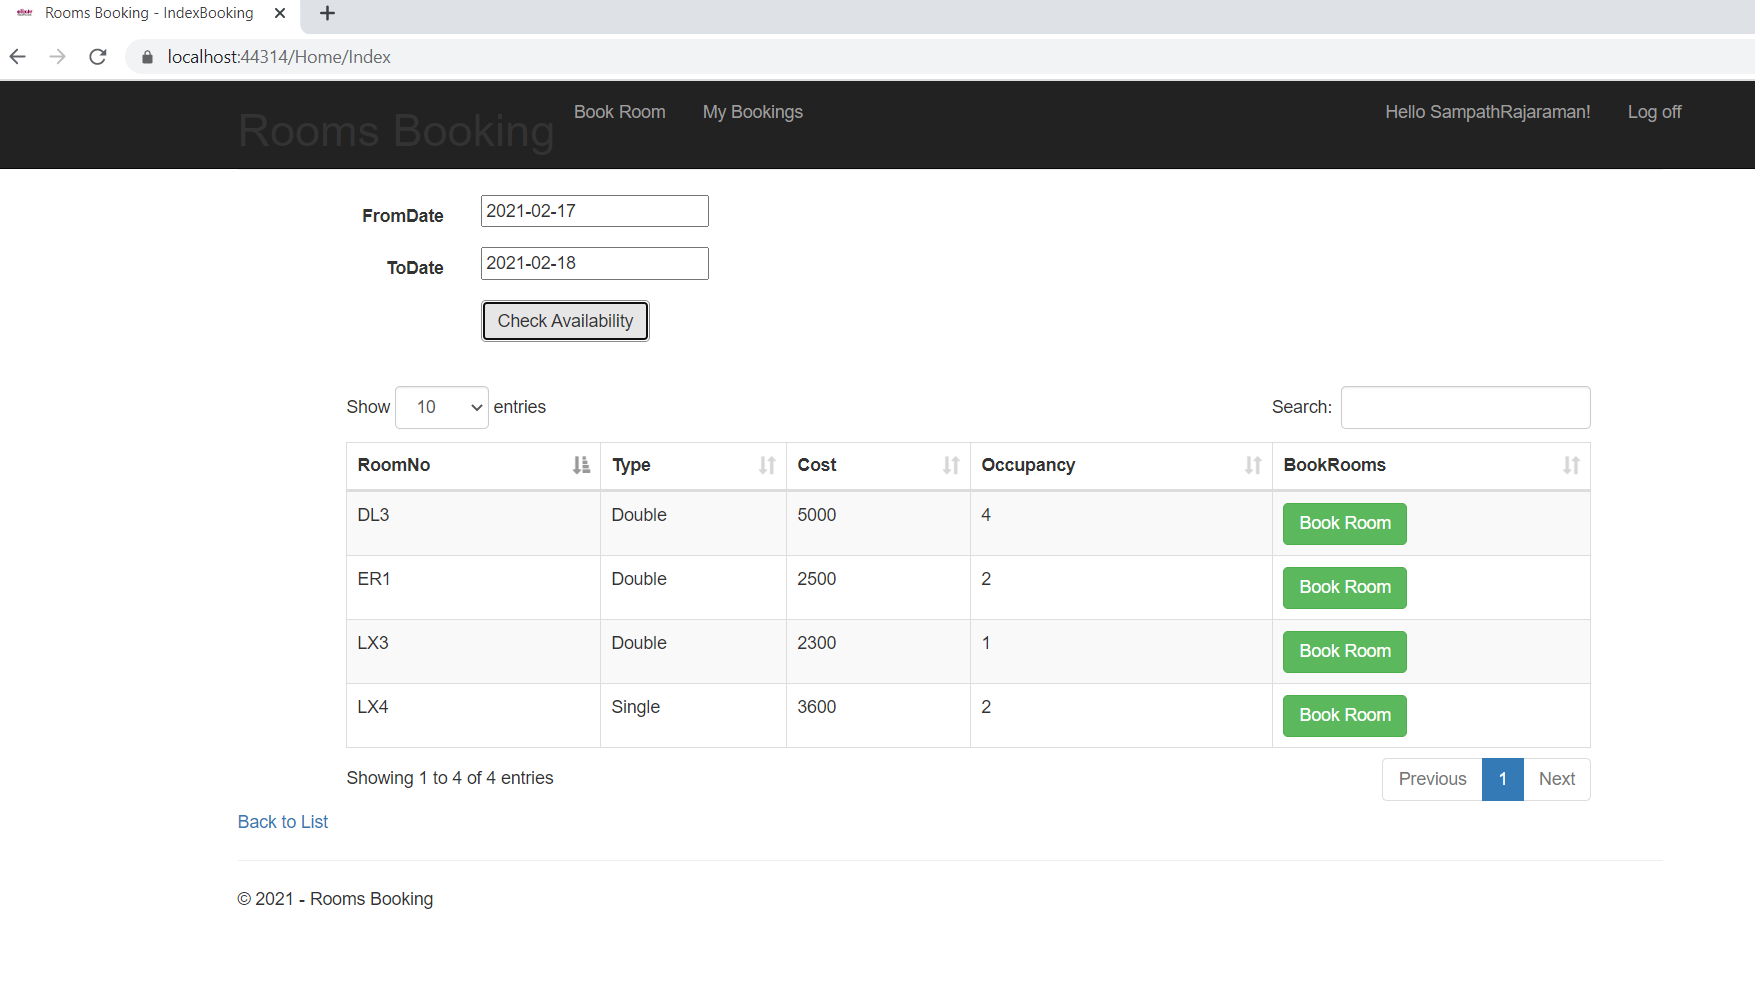 Rooms Booking - IndexBooking
localhost:44314/Home/Index
Rooms Booking Book Room My Bookings Hello SampathRajaraman! Log off
FromDate 2021-02-17
ToDate 2021-02-18
Check Availability
Show 10 entries Search:
RoomNo Type Cost Occupancy BookRooms
DL3 Double 5000 4 Book Room
ER1 Double 2500 2 Book Room
LX3 Double 2300 1 Book Room
LX4 Single 3600 2 Book Room
Showing 1 to 4 of 4 entries Previous 1 Next
Back to List
© 2021 - Rooms Booking